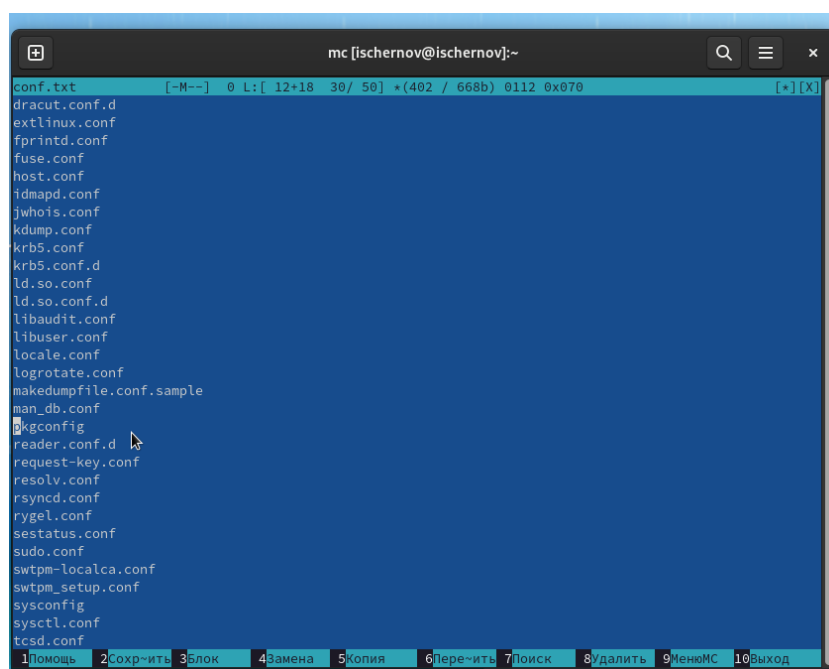 mc [ischernov@ischernov]:~
conf.txt [-M--] 0 L:[ 12+18 30/ 50] *(402 / 668b) 0112 0x070 [*][X]
dracut.conf.d
extlinux.conf
fprintd.conf
fuse.conf
host.conf
idmapd.conf
jwhois.conf
kdump.conf
krb5.conf
krb5.conf.d
ld.so.conf
ld.so.conf.d
libaudit.conf
libuser.conf
locale.conf
logrotate.conf
makedumpfile.conf.sample
man_db.conf
pkgconfig
reader.conf.d
request-key.conf
resolv.conf
rsyncd.conf
rygel.conf
sestatus.conf
sudo.conf
swtpm-localca.conf
swtpm_setup.conf
sysconfig
sysctl.conf
tcsd.conf
1Помощь 2Сохр~ить 3Блок 4Замена 5Копия 6Пере~ить 7Поиск 8Удалить 9МенюMC 10Выход